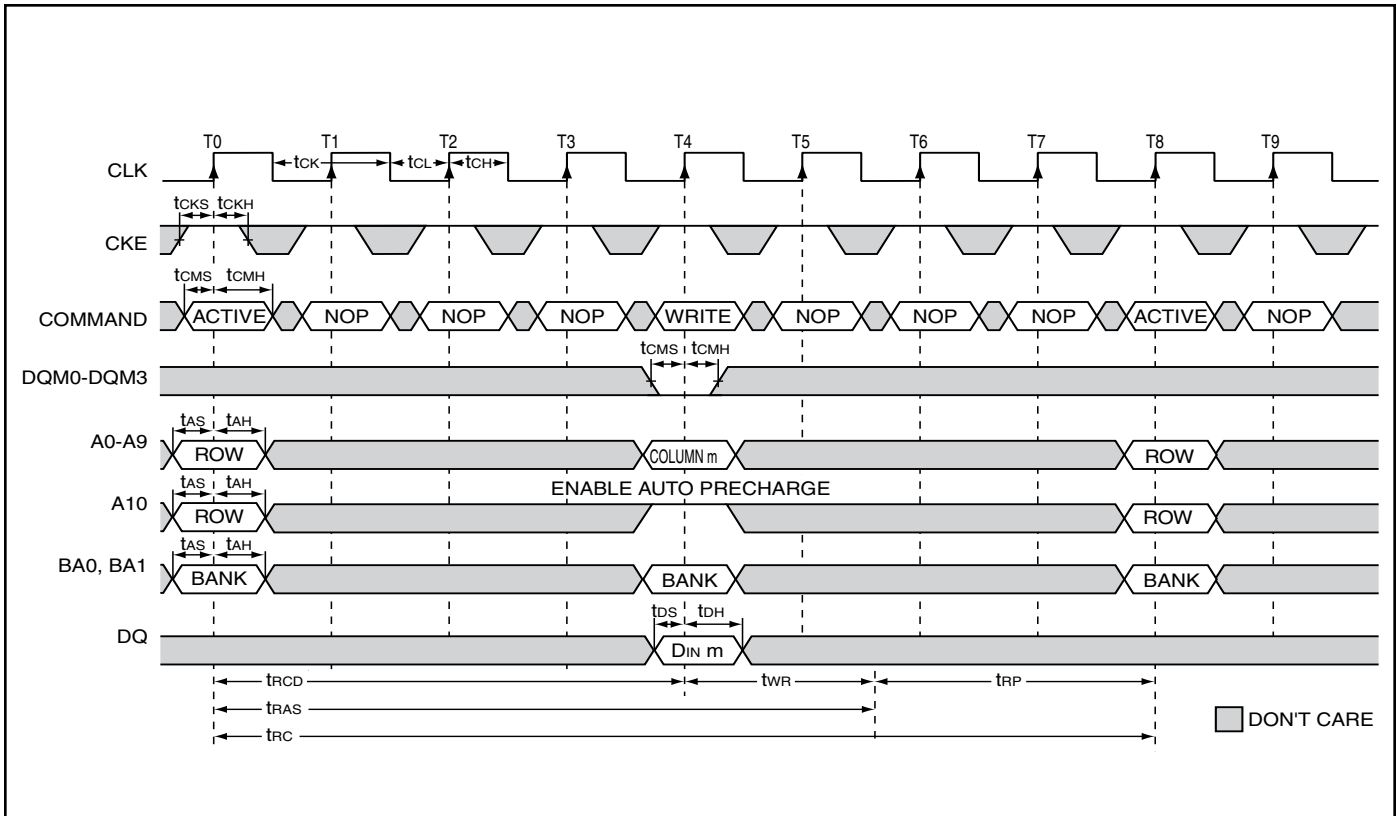 T0 T1 T2 T3 T4 T5 T6 T7 T8 T9
CLK tCK tCL tCH
tCKS tCKH
CKE
tCMS tCMH
COMMAND ACTIVE NOP NOP NOP WRITE NOP NOP NOP ACTIVE NOP
tCMS tCMH
DQM0-DQM3
tAS tAH
A0-A9 ROW COLUMN m ROW
tAS tAH ENABLE AUTO PRECHARGE
A10 ROW ROW
tAS tAH
BA0, BA1 BANK BANK BANK
tDS tDH
DQ DIN m
tRCD tWR tRP
tRAS
DON'T CARE
tRC